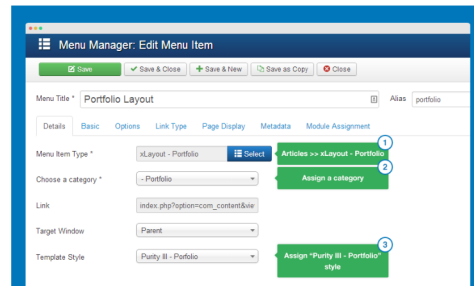 Menu Manager: Edit Menu Item
Save Save & Close Save & New Save as Copy Close
Menu Title * Portfolio Layout Alias portfolio
Details Basic Options Link Type Page Display Metadata Module Assignment
Menu Item Type * xLayout - Portfolio Select Articles >> xLayout - Portfolio 1
Choose a category * - Portfolio Assign a category 2
Link index.php?option=com_content&vie
Target Window Parent
Template Style Purity III - Porfolio Assign "Purity III - Portfolio" 3
style